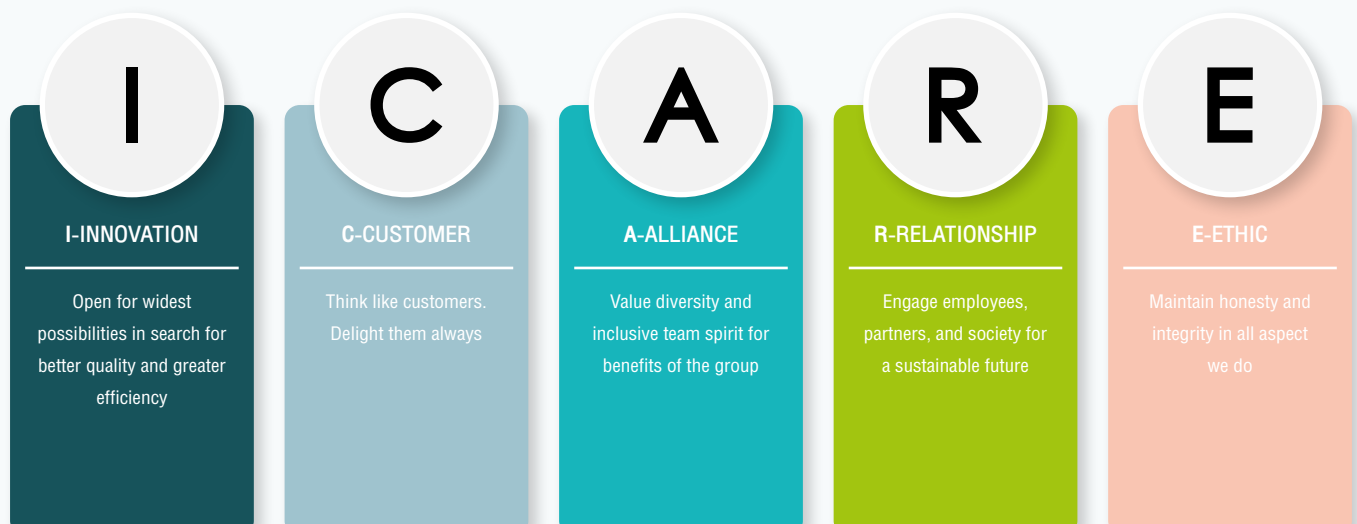 I
C
A
R
E
I-INNOVATION
Open for widest
possibilities in search for
better quality and greater
efficiency
C-CUSTOMER
Think like customers.
Delight them always
A-ALLIANCE
Value diversity and
inclusive team spirit for
benefits of the group
R-RELATIONSHIP
Engage employees,
partners, and society for
a sustainable future
E-ETHIC
Maintain honesty and
integrity in all aspect
we do